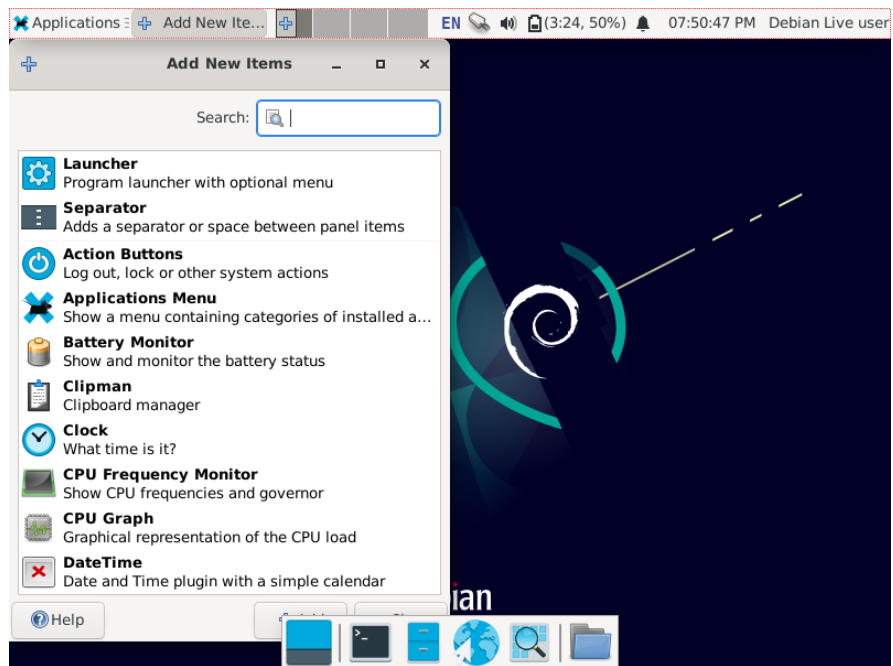 Applications
Add New Ite...
EN
(3:24, 50%)
07:50:47 PM
Debian Live user
Add New Items
Search:
Launcher
Program launcher with optional menu
Separator
Adds a separator or space between panel items
Action Buttons
Log out, lock or other system actions
Applications Menu
Show a menu containing categories of installed a...
Battery Monitor
Show and monitor the battery status
Clipman
Clipboard manager
Clock
What time is it?
CPU Frequency Monitor
Show CPU frequencies and governor
CPU Graph
Graphical representation of the CPU load
DateTime
Date and Time plugin with a simple calendar
ian
Help